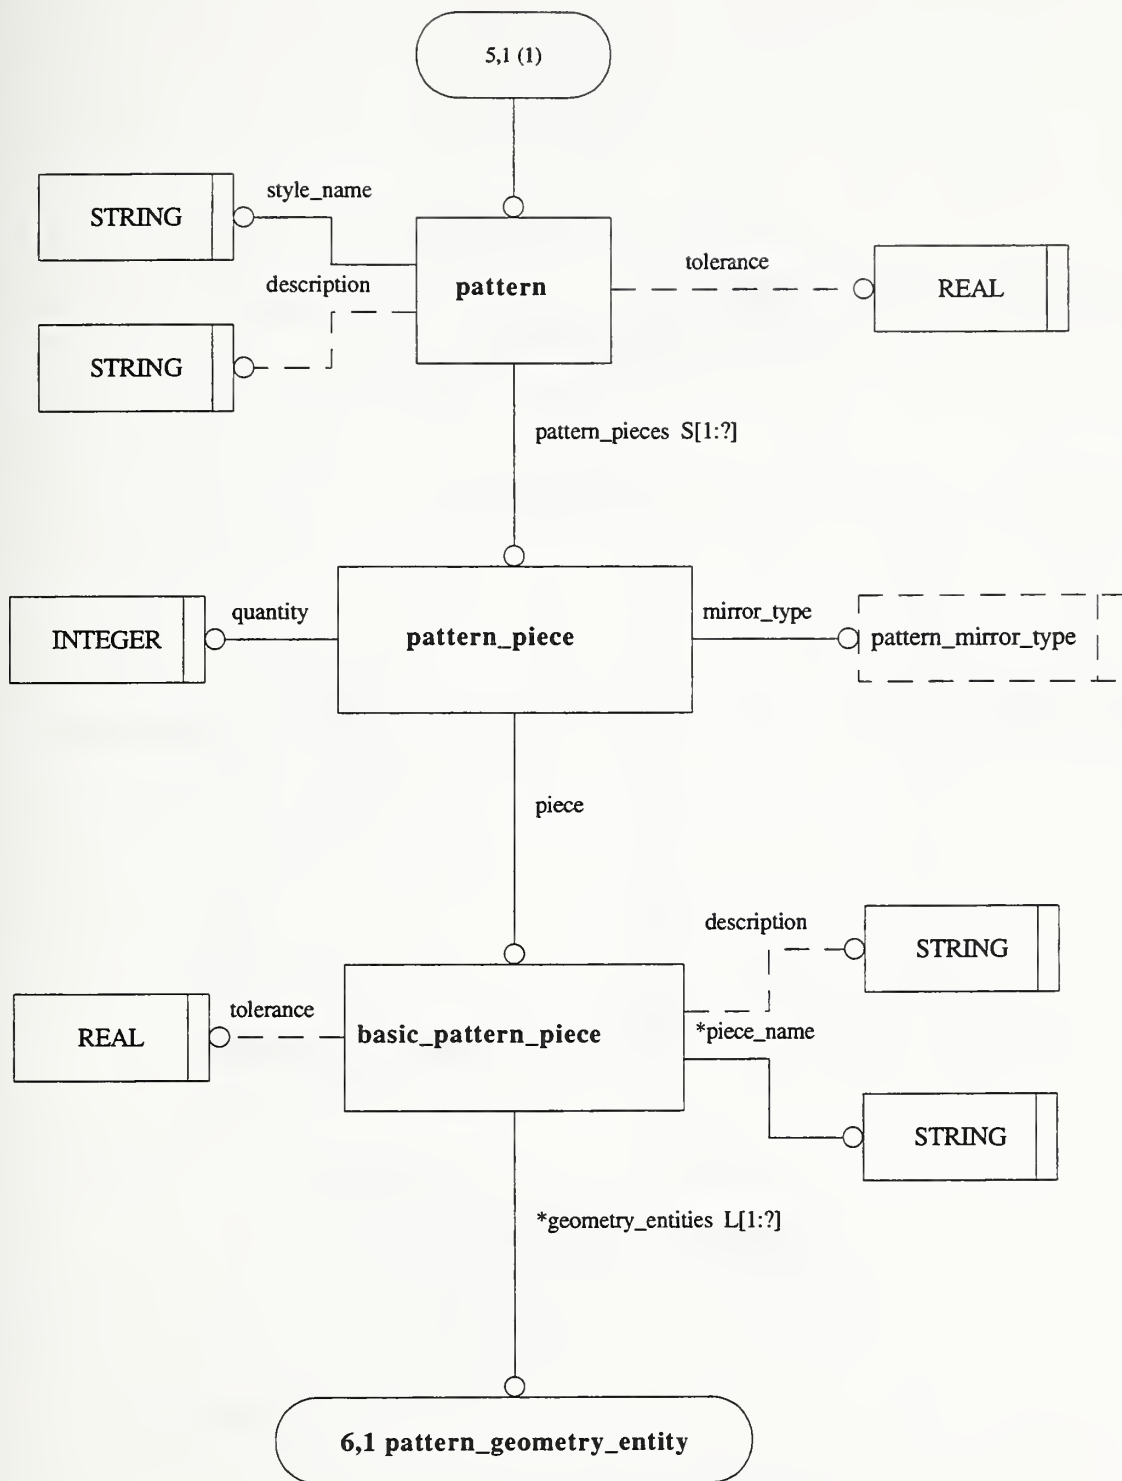 5,1 (1)
style_name
STRING
description
pattern
tolerance
REAL
STRING
pattern_pieces S[1:?]
INTEGER
quantity
pattern_piece
mirror_type
pattern_mirror_type
piece
description
STRING
REAL
tolerance
basic_pattern_piece
*piece_name
STRING
*geometry_entities L[1:?]
6,1 pattern_geometry_entity